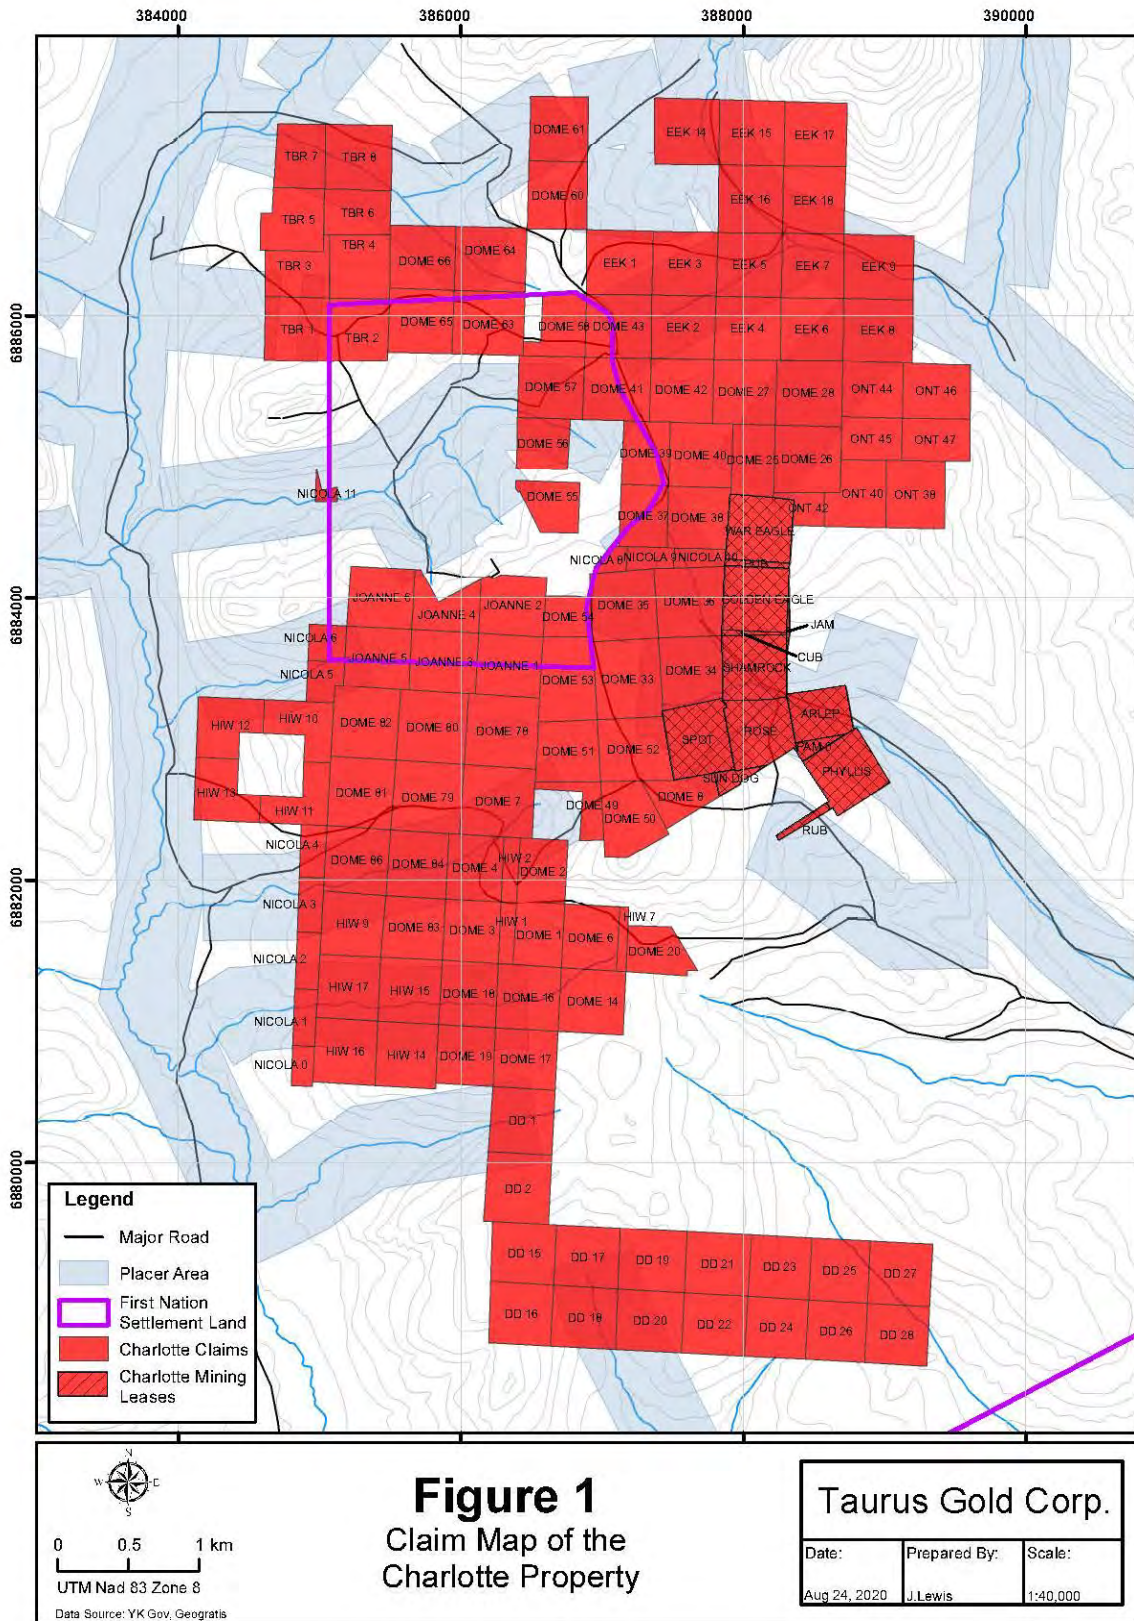 384000 386000 388000 390000
6886000
6884000
6882000
6880000
DOME 61
EEK 14 EEK 15 EEK 17
TBR 7 TBR 8
DOME 60
EEK 16 EEK 18
TBR 5 TBR 6
TBR 4
DOME 66 DOME 64
TBR 3
EEK 1 EEK 3 EEK 5 EEK 7 EEK 9
TBR 1 TBR 2
DOME 65 DOME 63 DOME 58 DOME 43
EEK 2 EEK 4 EEK 6 EEK 8
DOME 57 DOME 41 DOME 42 DOME 27 DOME 28 ONT 44 ONT 46
DOME 56 DOME 39 DOME 40 DOME 25 DOME 26 ONT 45 ONT 47
NICOLA 11
DOME 55 DOME 37 DOME 38 ONT 42 ONT 40 ONT 38
WAR EAGLE
NICOLA 8 NICOLA 9 NICOLA 10
JOANNE 6 JOANNE 4 JOANNE 2 DOME 54 DOME 35 DOME 36 GOLDEN EAGLE
JAM
NICOLA 6
CUB
JOANNE 5 JOANNE 3 JOANNE 1
NICOLA 5
DOME 53 DOME 33 DOME 34 SHAMROCK
HIW 12 HIW 10 DOME 82 DOME 80 DOME 78
ARLEP
DOME 51 DOME 52 SPOT ROSE
PAM 0
PHYLLIS
SUN DOG
HIW 13 HIW 11 DOME 81 DOME 79 DOME 7 DOME 49 DOME 50 DOME 8
RUB
NICOLA 4
DOME 86 DOME 84 DOME 4 HIW 2 DOME 2
NICOLA 3
HIW 9 DOME 83 DOME 3 HIW 1 DOME 1 DOME 6 HIW 7
DOME 20
NICOLA 2
HIW 17 HIW 15 DOME 18 DOME 16 DOME 14
NICOLA 1
HIW 16 HIW 14 DOME 19 DOME 17
NICOLA 0
DD 1
DD 2
DD 15 DD 17 DD 19 DD 21 DD 23 DD 25 DD 27
DD 16 DD 18 DD 20 DD 22 DD 24 DD 26 DD 28
Legend
Major Road
Placer Area
First Nation
Settlement Land
Charlotte Claims
Charlotte Mining
Leases
N
W E
S
0 0.5 1 km
UTM Nad 83 Zone 8
Data Source: YK Gov, Geogratis
Figure 1
Claim Map of the
Charlotte Property
Taurus Gold Corp.
Date: Prepared By: Scale:
Aug 24, 2020 J.Lewis 1:40,000